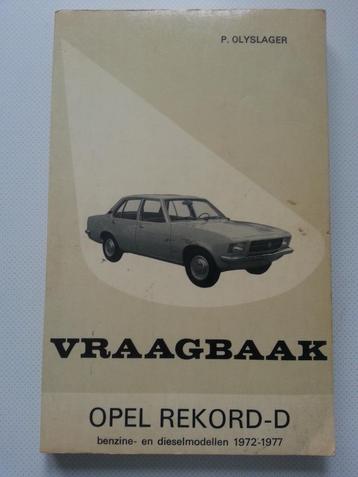 P. OLYSLAGER
VRAAGBAAK
OPEL REKORD-D
benzine- en dieselmodellen 1972-1977